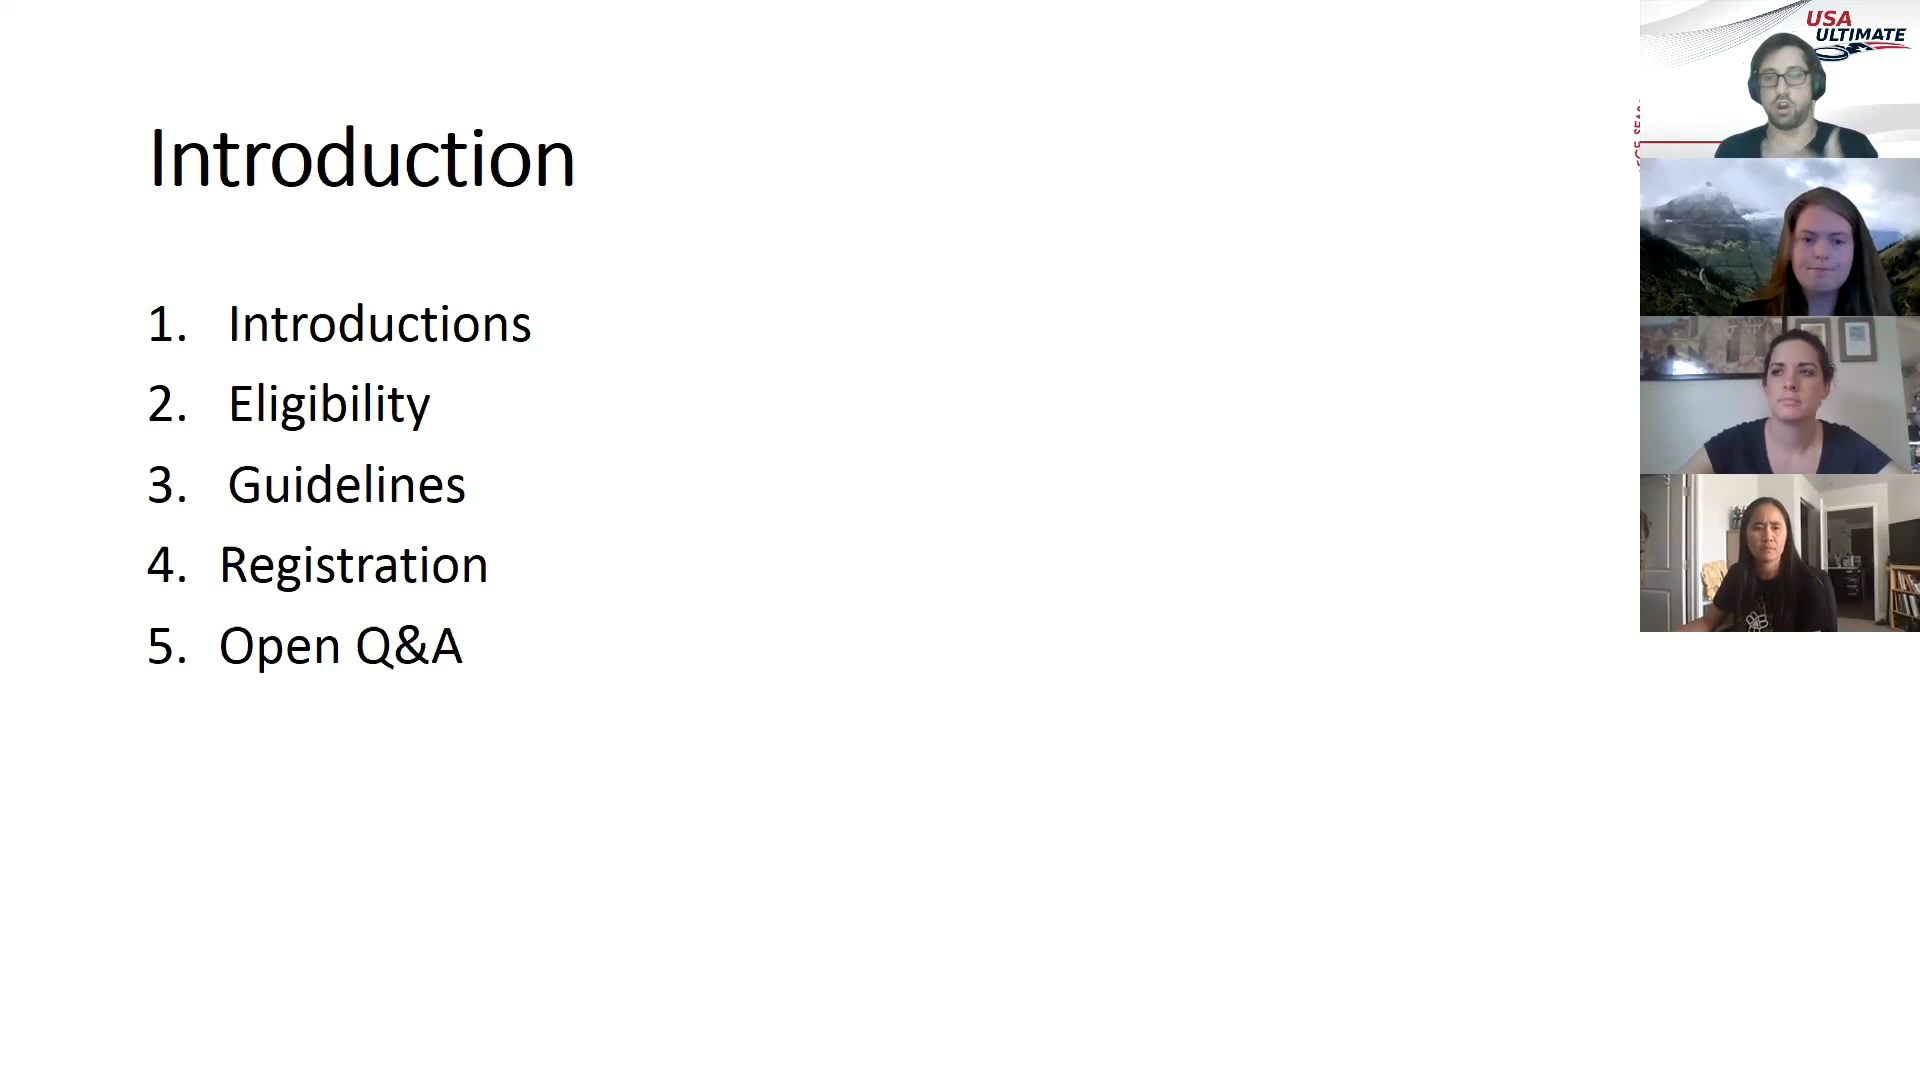 Introduction
1. Introductions
2. Eligibility
3. Guidelines
4. Registration
5. Open Q&A
USA
ULTIMATE